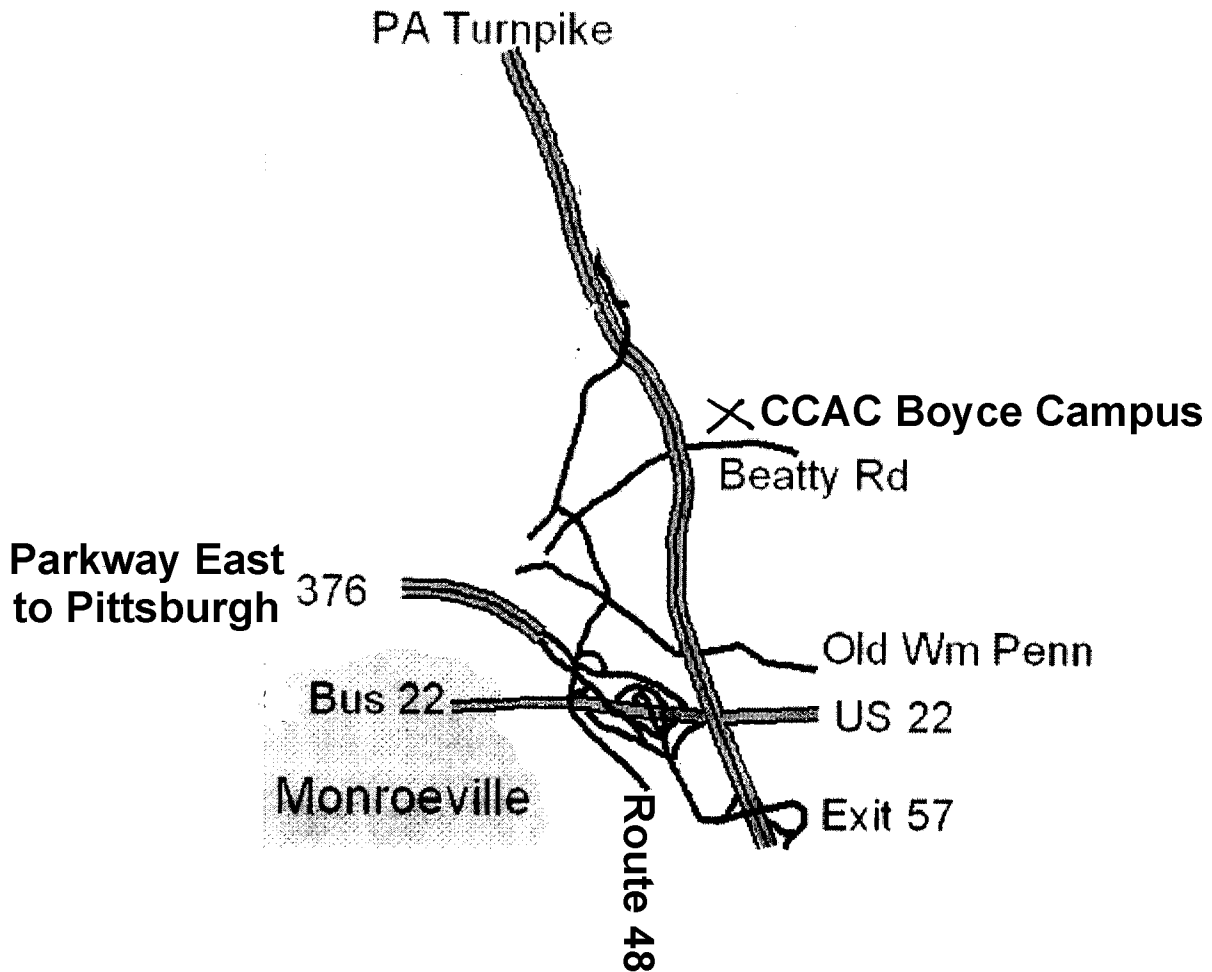 PA Turnpike
CCAC Boyce Campus
Beatty Rd
Parkway East
to Pittsburgh
376
Old Wm Penn
Bus 22
US 22
Monroeville
Exit 57
Route 48